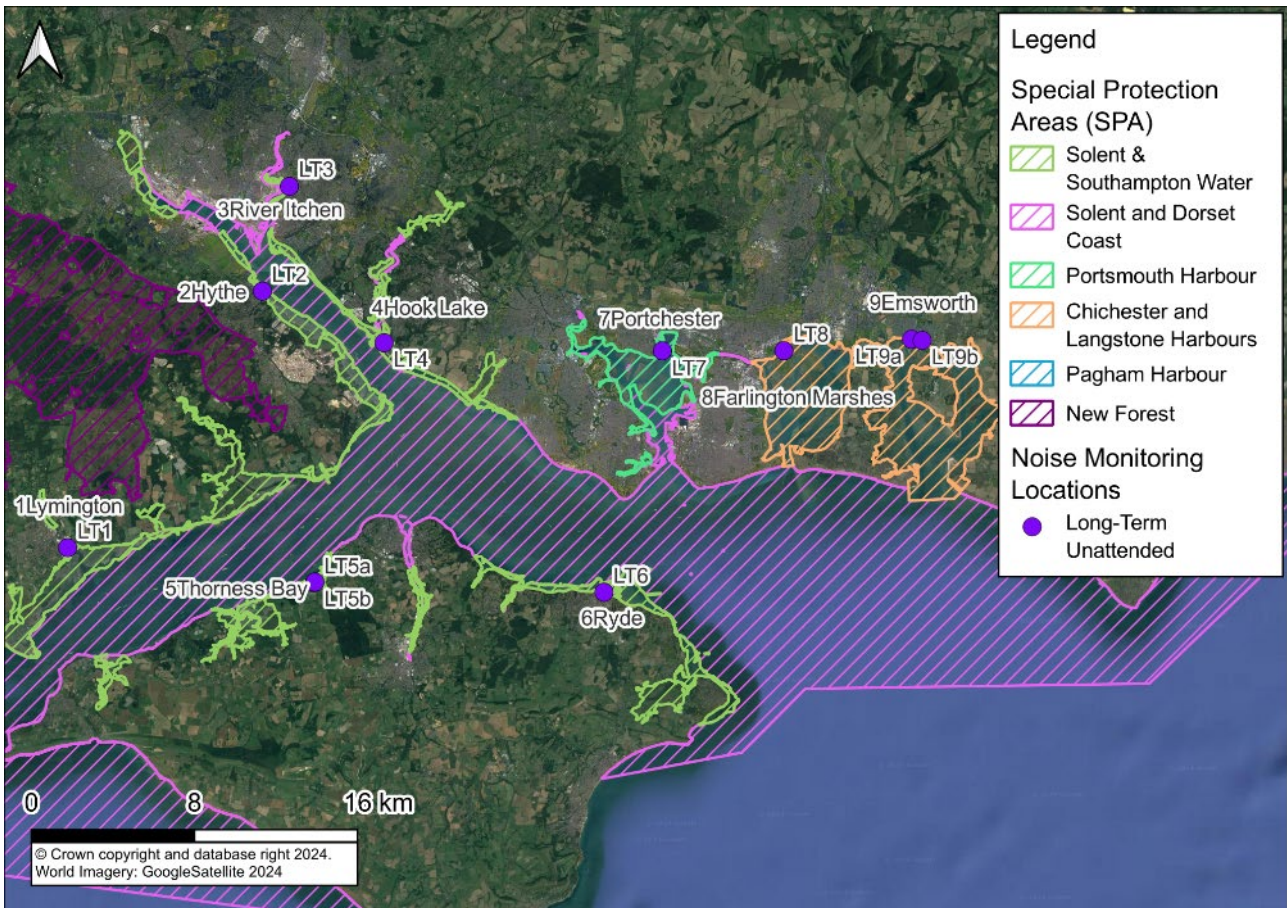 Legend
Special Protection
Areas (SPA)
Solent &
Southampton Water
Solent and Dorset
Coast
Portsmouth Harbour
Chichester and
Langstone Harbours
Pagham Harbour
New Forest
Noise Monitoring
Locations
Long-Term
Unattended
LT3
3River Itchen
LT2
2Hythe
4Hook Lake
LT4
7Portchester
LT7
LT8
8Farlington Marshes
9Emsworth
LT9a
LT9b
1Lymington
LT1
LT5a
5Thorness Bay
LT5b
LT6
6Ryde
0 8 16 km
© Crown copyright and database right 2024.
World Imagery: GoogleSatellite 2024